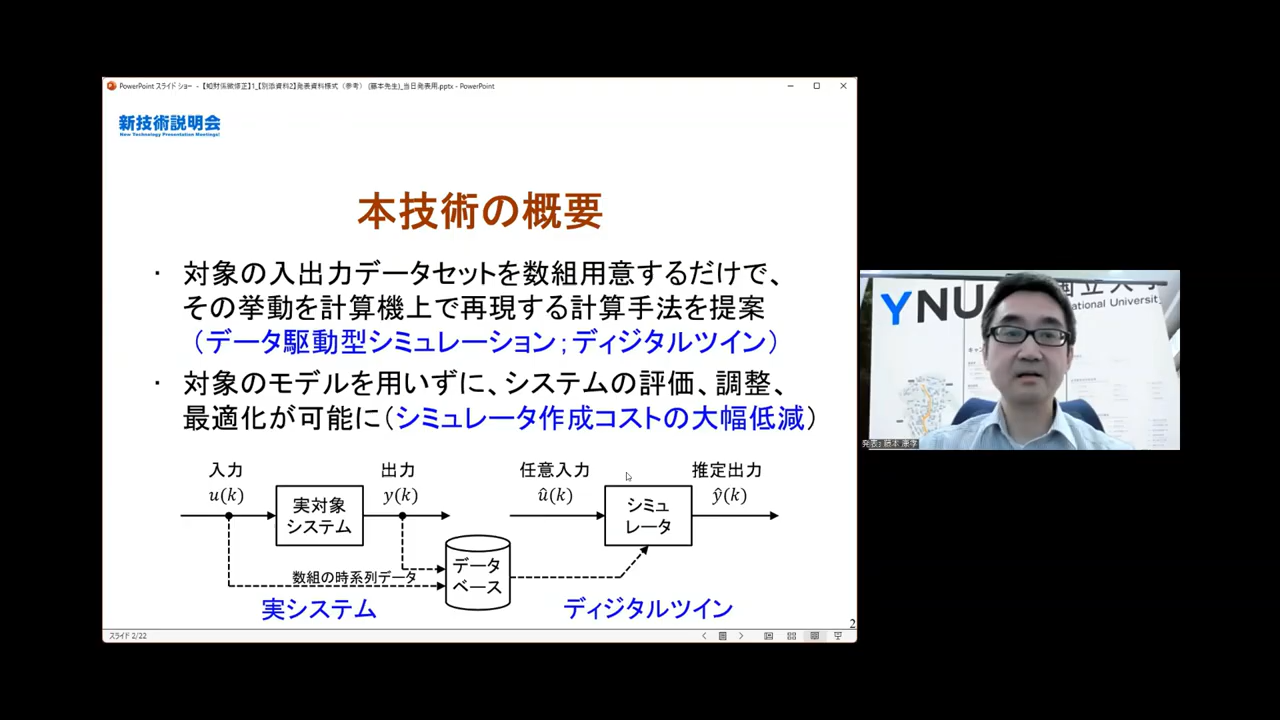 PowerPoint スライド ショー - 【知財係微修正】1_【別添資料2】発表資料様式（参考） (藤本先生)_当日発表用.pptx - PowerPoint
新技術説明会
New Technology Presentation Meetings!
本技術の概要
・ 対象の入出力データセットを数組用意するだけで、
その挙動を計算機上で再現する計算手法を提案
（データ駆動型シミュレーション；ディジタルツイン）
・ 対象のモデルを用いずに、システムの評価、調整、
最適化が可能に（シミュレータ作成コストの大幅低減）
入力 出力 任意入力 推定出力
u(k) y(k) û(k) ŷ(k)
実対象
システム
シミュ
レータ
データ
ベース
数組の時系列データ
実システム ディジタルツイン
2
スライド 2/22
YNU 国立大学
ational Universit